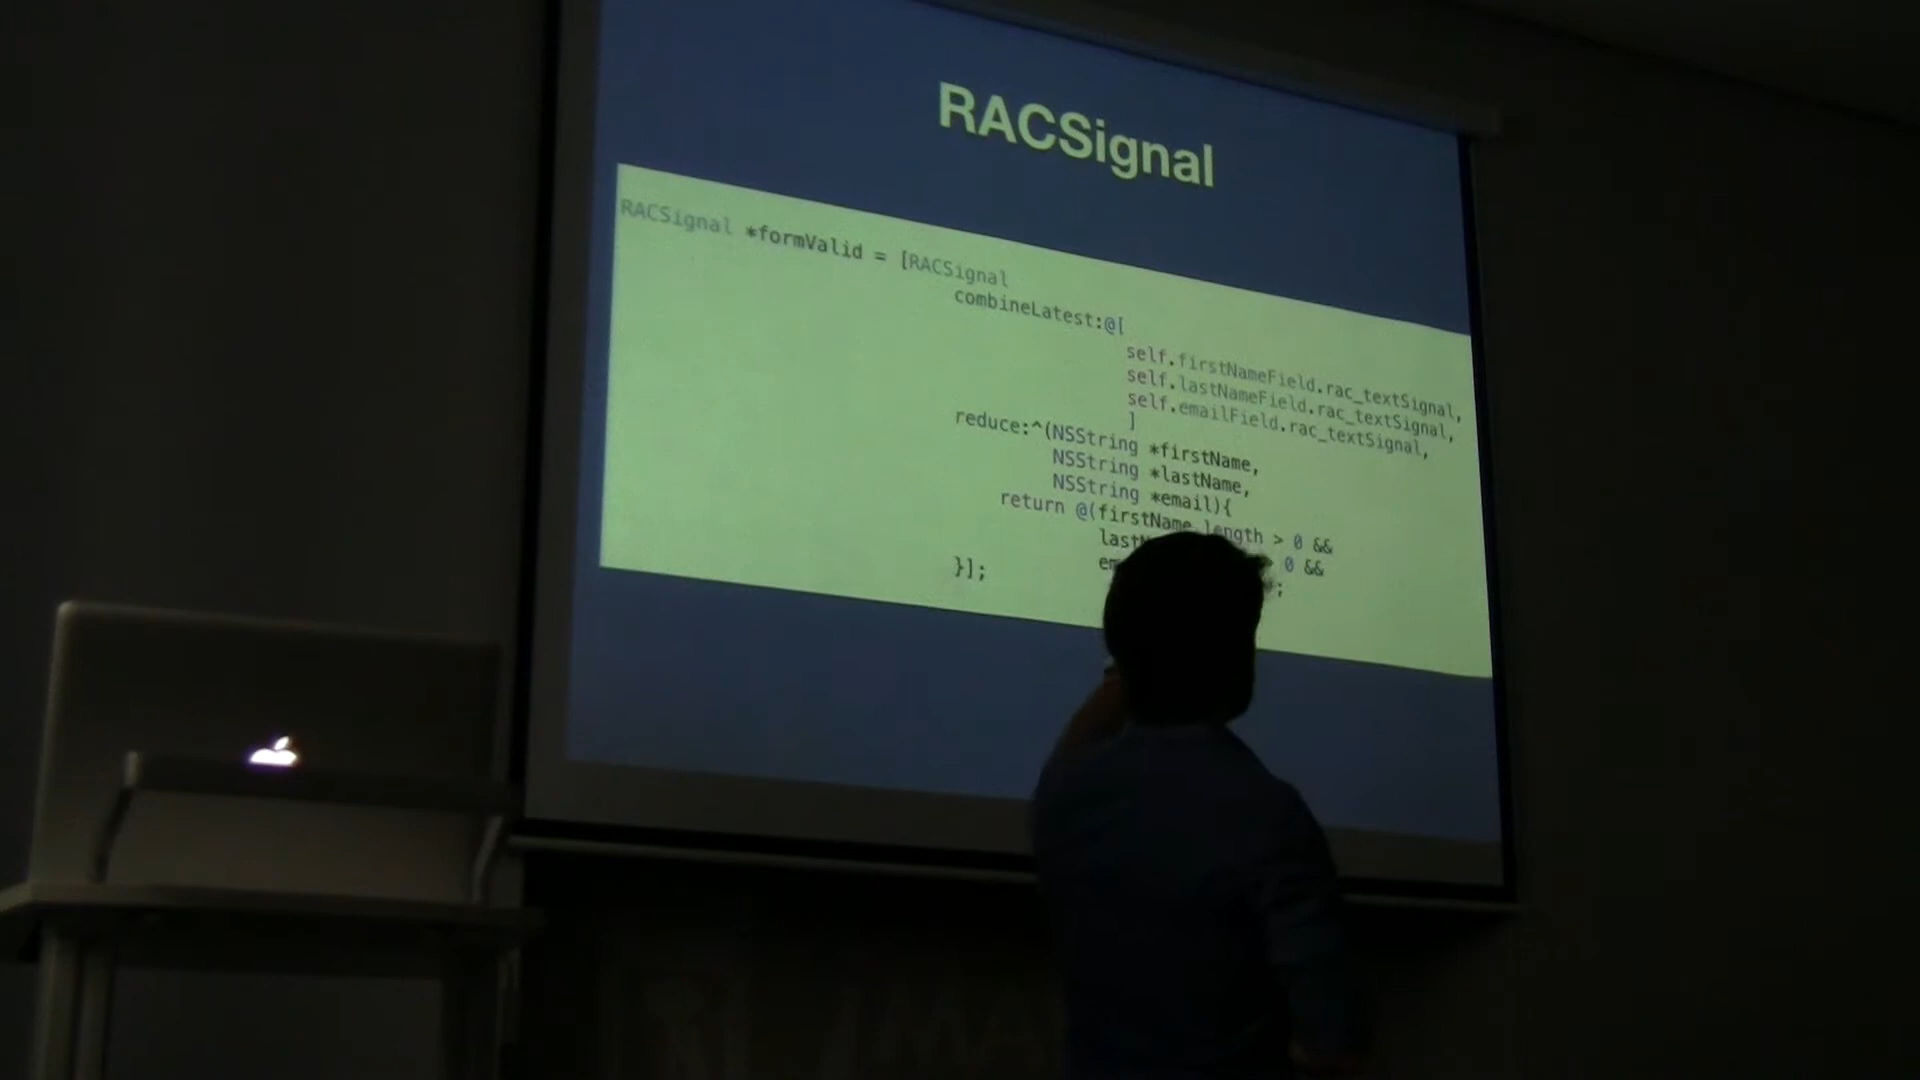 RACSignal
RACSignal *formValid = [RACSignal
combineLatest:@[
self.firstNameField.rac_textSignal,
self.lastNameField.rac_textSignal,
self.emailField.rac_textSignal,
]
reduce:^(NSString *firstName,
NSString *lastName,
NSString *email){
return @(firstName.length > 0 &&
> 0 &&
;
}];